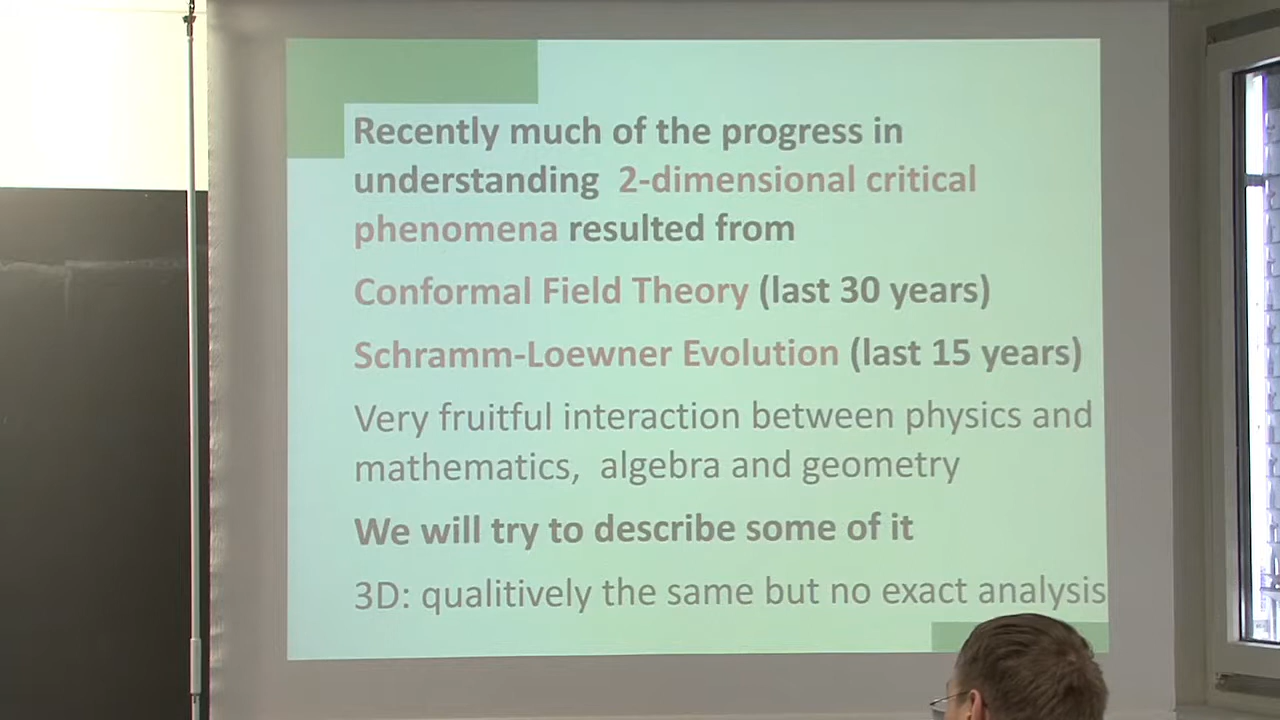 Recently much of the progress in
understanding 2-dimensional critical
phenomena resulted from
Conformal Field Theory (last 30 years)
Schramm-Loewner Evolution (last 15 years)
Very fruitful interaction between physics and
mathematics, algebra and geometry
We will try to describe some of it
3D: qualitively the same but no exact analysis